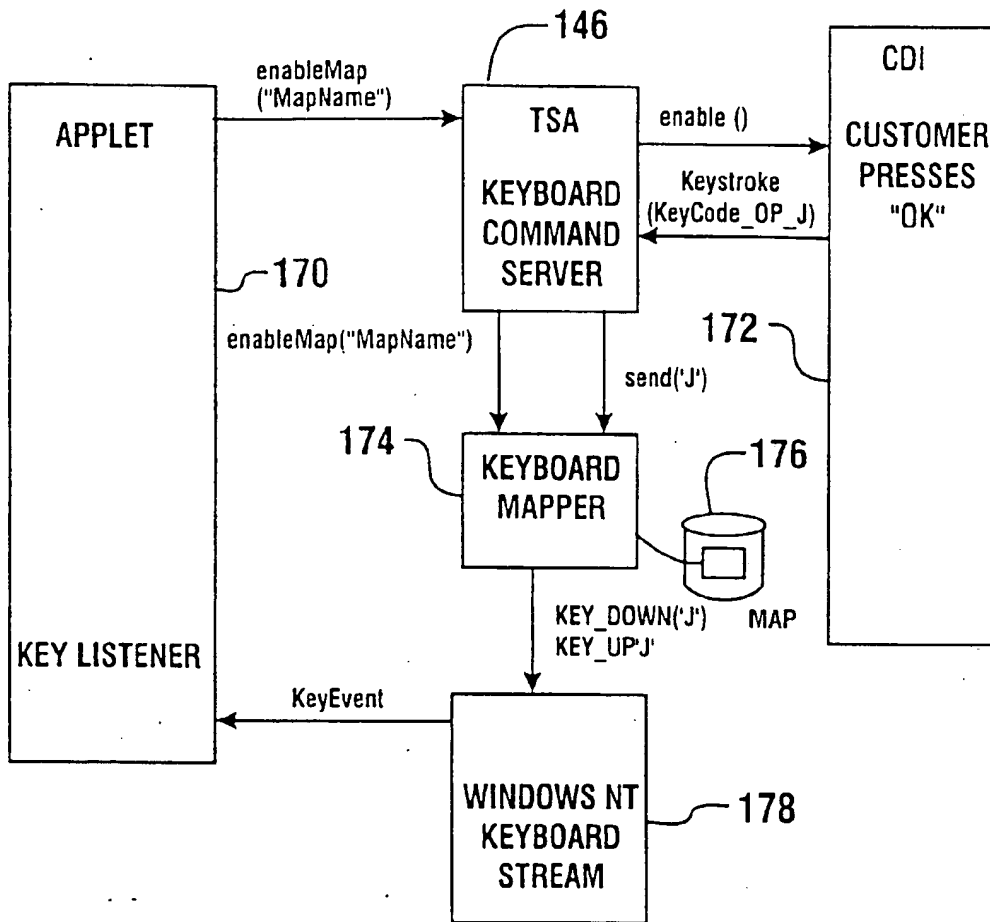 146
enableMap
("MapName")
APPLET
TSA
KEYBOARD
COMMAND
SERVER
enable ()
Keystroke
(KeyCode_OP_J)
CDI
CUSTOMER
PRESSES
"OK"
170
172
enableMap("MapName")
send('J')
174
KEYBOARD
MAPPER
176
MAP
KEY_DOWN('J')
KEY_UP'J'
KEY LISTENER
KeyEvent
WINDOWS NT
KEYBOARD
STREAM
178